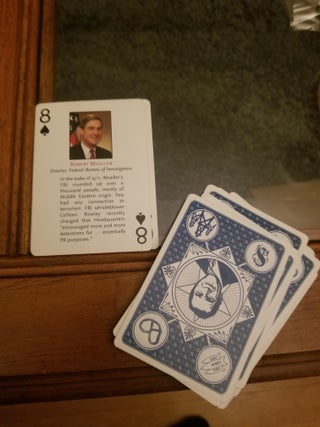 8
ROBERT MUELLER
Director, Federal Bureau of Investigation
In the wake of 9/11, Mueller's
FBI rounded up over a
thousand people, mostly of
Middle Eastern origin. Few
had any connection to
terrorism. FBI whistleblower
Colleen Rowley recently
charged that Headquarters
"encouraged more and more
detentions for ... essentially
PR purposes."
8